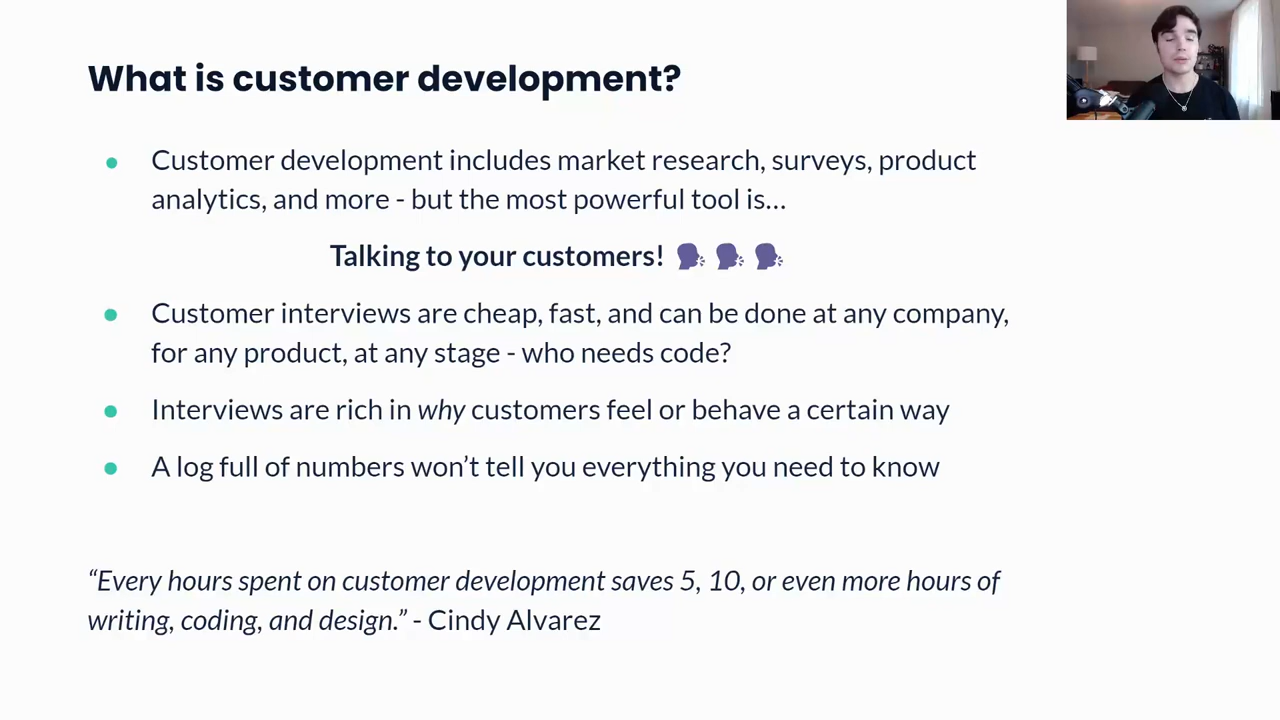 What is customer development?
Customer development includes market research, surveys, product
analytics, and more - but the most powerful tool is...
Talking to your customers! 🗣🗣🗣
Customer interviews are cheap, fast, and can be done at any company,
for any product, at any stage - who needs code?
Interviews are rich in why customers feel or behave a certain way
A log full of numbers won’t tell you everything you need to know
“Every hours spent on customer development saves 5, 10, or even more hours of
writing, coding, and design.” - Cindy Alvarez